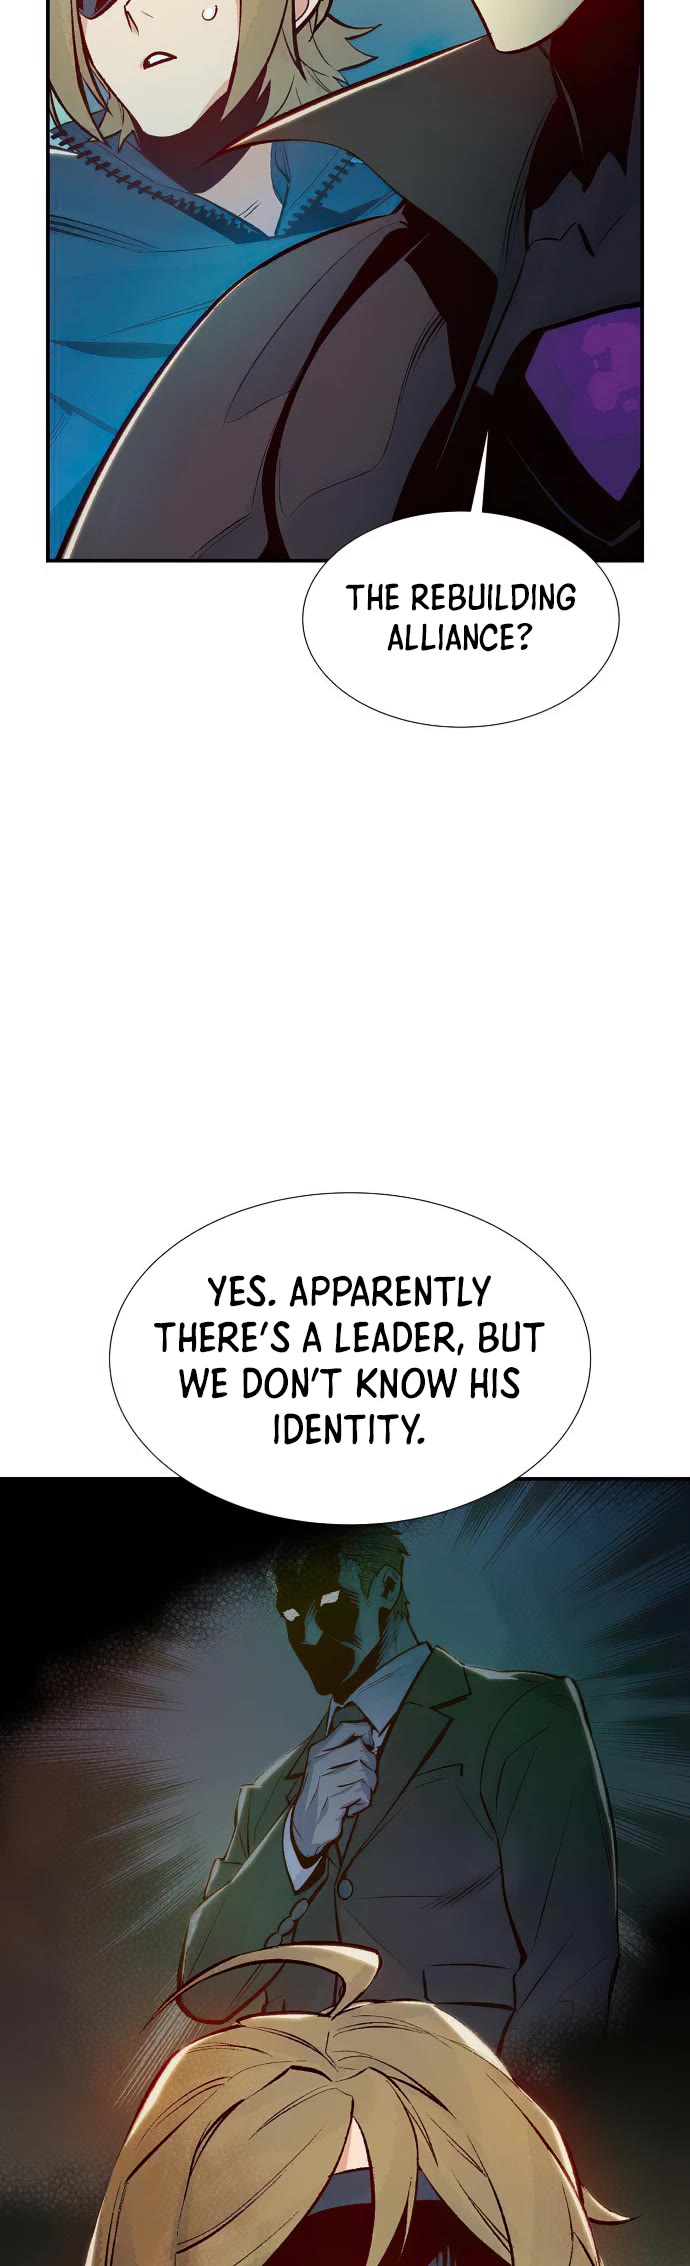 THE REBUILDING
ALLIANCE?
YES. APPARENTLY
THERE'S A LEADER, BUT
WE DON'T KNOW HIS
IDENTITY.